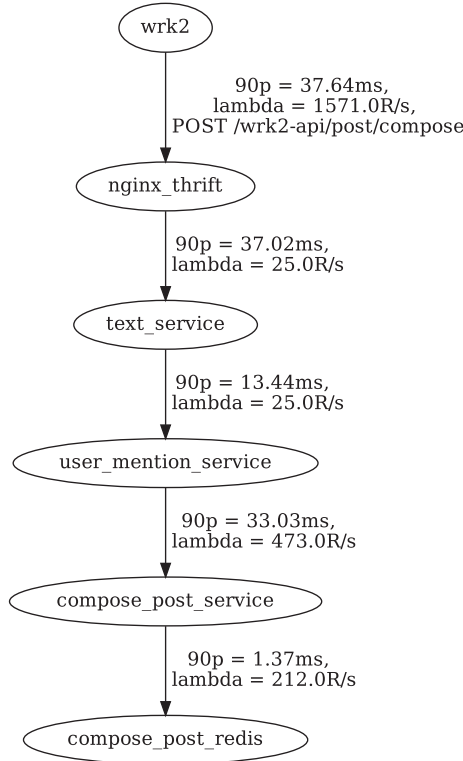 wrk2
90p = 37.64ms,
lambda = 1571.0R/s,
POST /wrk2-api/post/compose
nginx_thrift
90p = 37.02ms,
lambda = 25.0R/s
text_service
90p = 13.44ms,
lambda = 25.0R/s
user_mention_service
90p = 33.03ms,
lambda = 473.0R/s
compose_post_service
90p = 1.37ms,
lambda = 212.0R/s
compose_post_redis